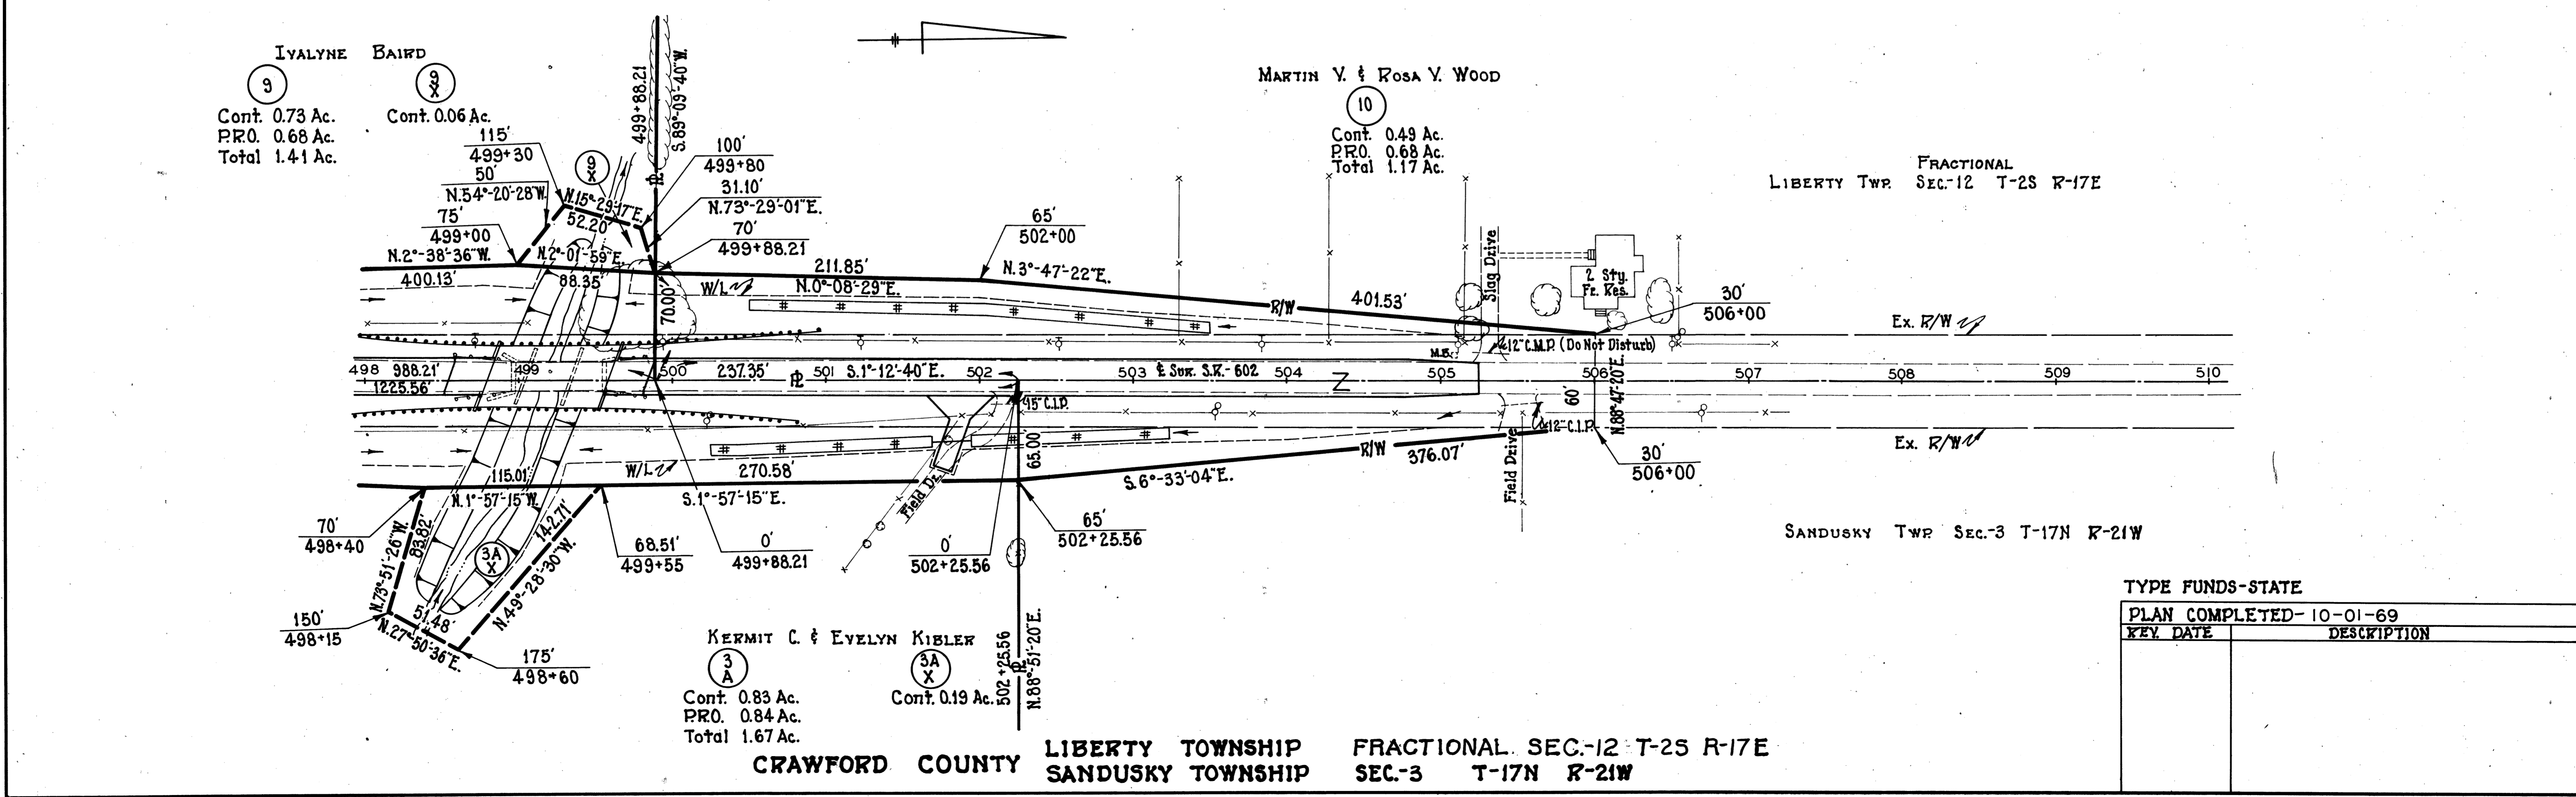 IVALYNE BAIRD
9
9
X
Cont. 0.73 Ac.
P.R.O. 0.68 Ac.
Total 1.41 Ac.
Cont. 0.06 Ac.
115'
499+30
50'
N.54°-20'-28"W.
75'
499+00
N.2°-38'-36"W.
400.13'
9
X
N.15°-29'-17"E.
52.20'
N.2°-01'-59"E.
88.35'
499+88.21
S.89°-09'-40"W.
PL
100'
499+80
31.10'
N.73°-29'-01"E.
70'
499+88.21
70.00'
W/L
211.85'
N.0°-08'-29"E.
65'
502+00
N.3°-47'-22"E.
R/W
401.53'
MARTIN V. & ROSA V. WOOD
10
Cont. 0.49 Ac.
P.R.O. 0.68 Ac.
Total 1.17 Ac.
FRACTIONAL
LIBERTY TWP. SEC.-12 T-2S R-17E
Slag Drive
2 Sty.
Fr. Res.
30'
506+00
Ex. R/W
12" C.M.P. (Do Not Disturb)
M.B.
498
988.21'
1225.56'
499
500
237.35'
PL
501
S.1°-12'-40"E.
502
503
℄ Sur. S.R.-602
504
Z
505
506
507
508
509
510
60'
N.88°-47'-20"E.
15" C.I.P.
65.00'
Field Dr.
12" C.I.P.
Field Drive
R/W
376.07'
S.6°-33'-04"E.
30'
506+00
Ex. R/W
W/L
270.58'
S.1°-57'-15"E.
115.01'
N.1°-57'-15"W.
70'
498+40
N.73°-51'-26"W.
83.82'
3A
X
142.71'
N.49°-28'-30"W.
68.51'
499+55
0'
499+88.21
0'
502+25.56
65'
502+25.56
150'
498+15
51.48'
N.27°-50'-36"E.
175'
498+60
KERMIT C. & EVELYN KIBLER
3
A
3A
X
Cont. 0.83 Ac.
P.R.O. 0.84 Ac.
Total 1.67 Ac.
Cont. 0.19 Ac.
502+25.56
PL
N.88°-51'-20"E.
SANDUSKY TWP. SEC.-3 T-17N R-21W
TYPE FUNDS-STATE
PLAN COMPLETED-10-01-69
REV. DATE DESCRIPTION
CRAWFORD COUNTY
LIBERTY TOWNSHIP FRACTIONAL SEC.-12 T-2S R-17E
SANDUSKY TOWNSHIP SEC.-3 T-17N R-21W